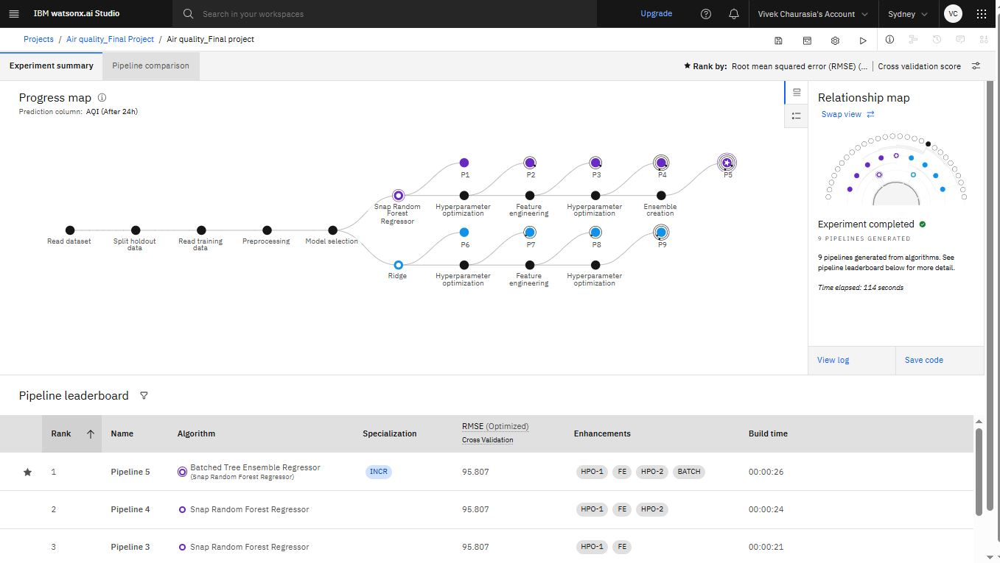 IBM watsonx.ai Studio
Search in your workspaces
Upgrade
Vivek Chaurasia's Account
Sydney
VC
Projects / Air quality_Final Project / Air quality_Final project
Experiment summary
Pipeline comparison
Rank by: Root mean squared error (RMSE) (... | Cross validation score
Progress map
Prediction column: AQI (After 24h)
P1
P2
P3
P4
P5
Snap Random
Forest
Regressor
Hyperparameter
optimization
Feature
engineering
Hyperparameter
optimization
Ensemble
creation
Read dataset
Split holdout
data
Read training
data
Preprocessing
Model selection
P6
P7
P8
P9
Ridge
Hyperparameter
optimization
Feature
engineering
Hyperparameter
optimization
Relationship map
Swap view
Experiment completed
9 PIPELINES GENERATED
9 pipelines generated from algorithms. See
pipeline leaderboard below for more detail.
Time elapsed: 114 seconds
View log
Save code
Pipeline leaderboard
Rank
Name
Algorithm
Specialization
RMSE (Optimized)
Cross Validation
Enhancements
Build time
1
Pipeline 5
Batched Tree Ensemble Regressor
(Snap Random Forest Regressor)
INCR
95.807
HPO-1 FE HPO-2 BATCH
00:00:26
2
Pipeline 4
Snap Random Forest Regressor
95.807
HPO-1 FE HPO-2
00:00:24
3
Pipeline 3
Snap Random Forest Regressor
95.807
HPO-1 FE
00:00:21